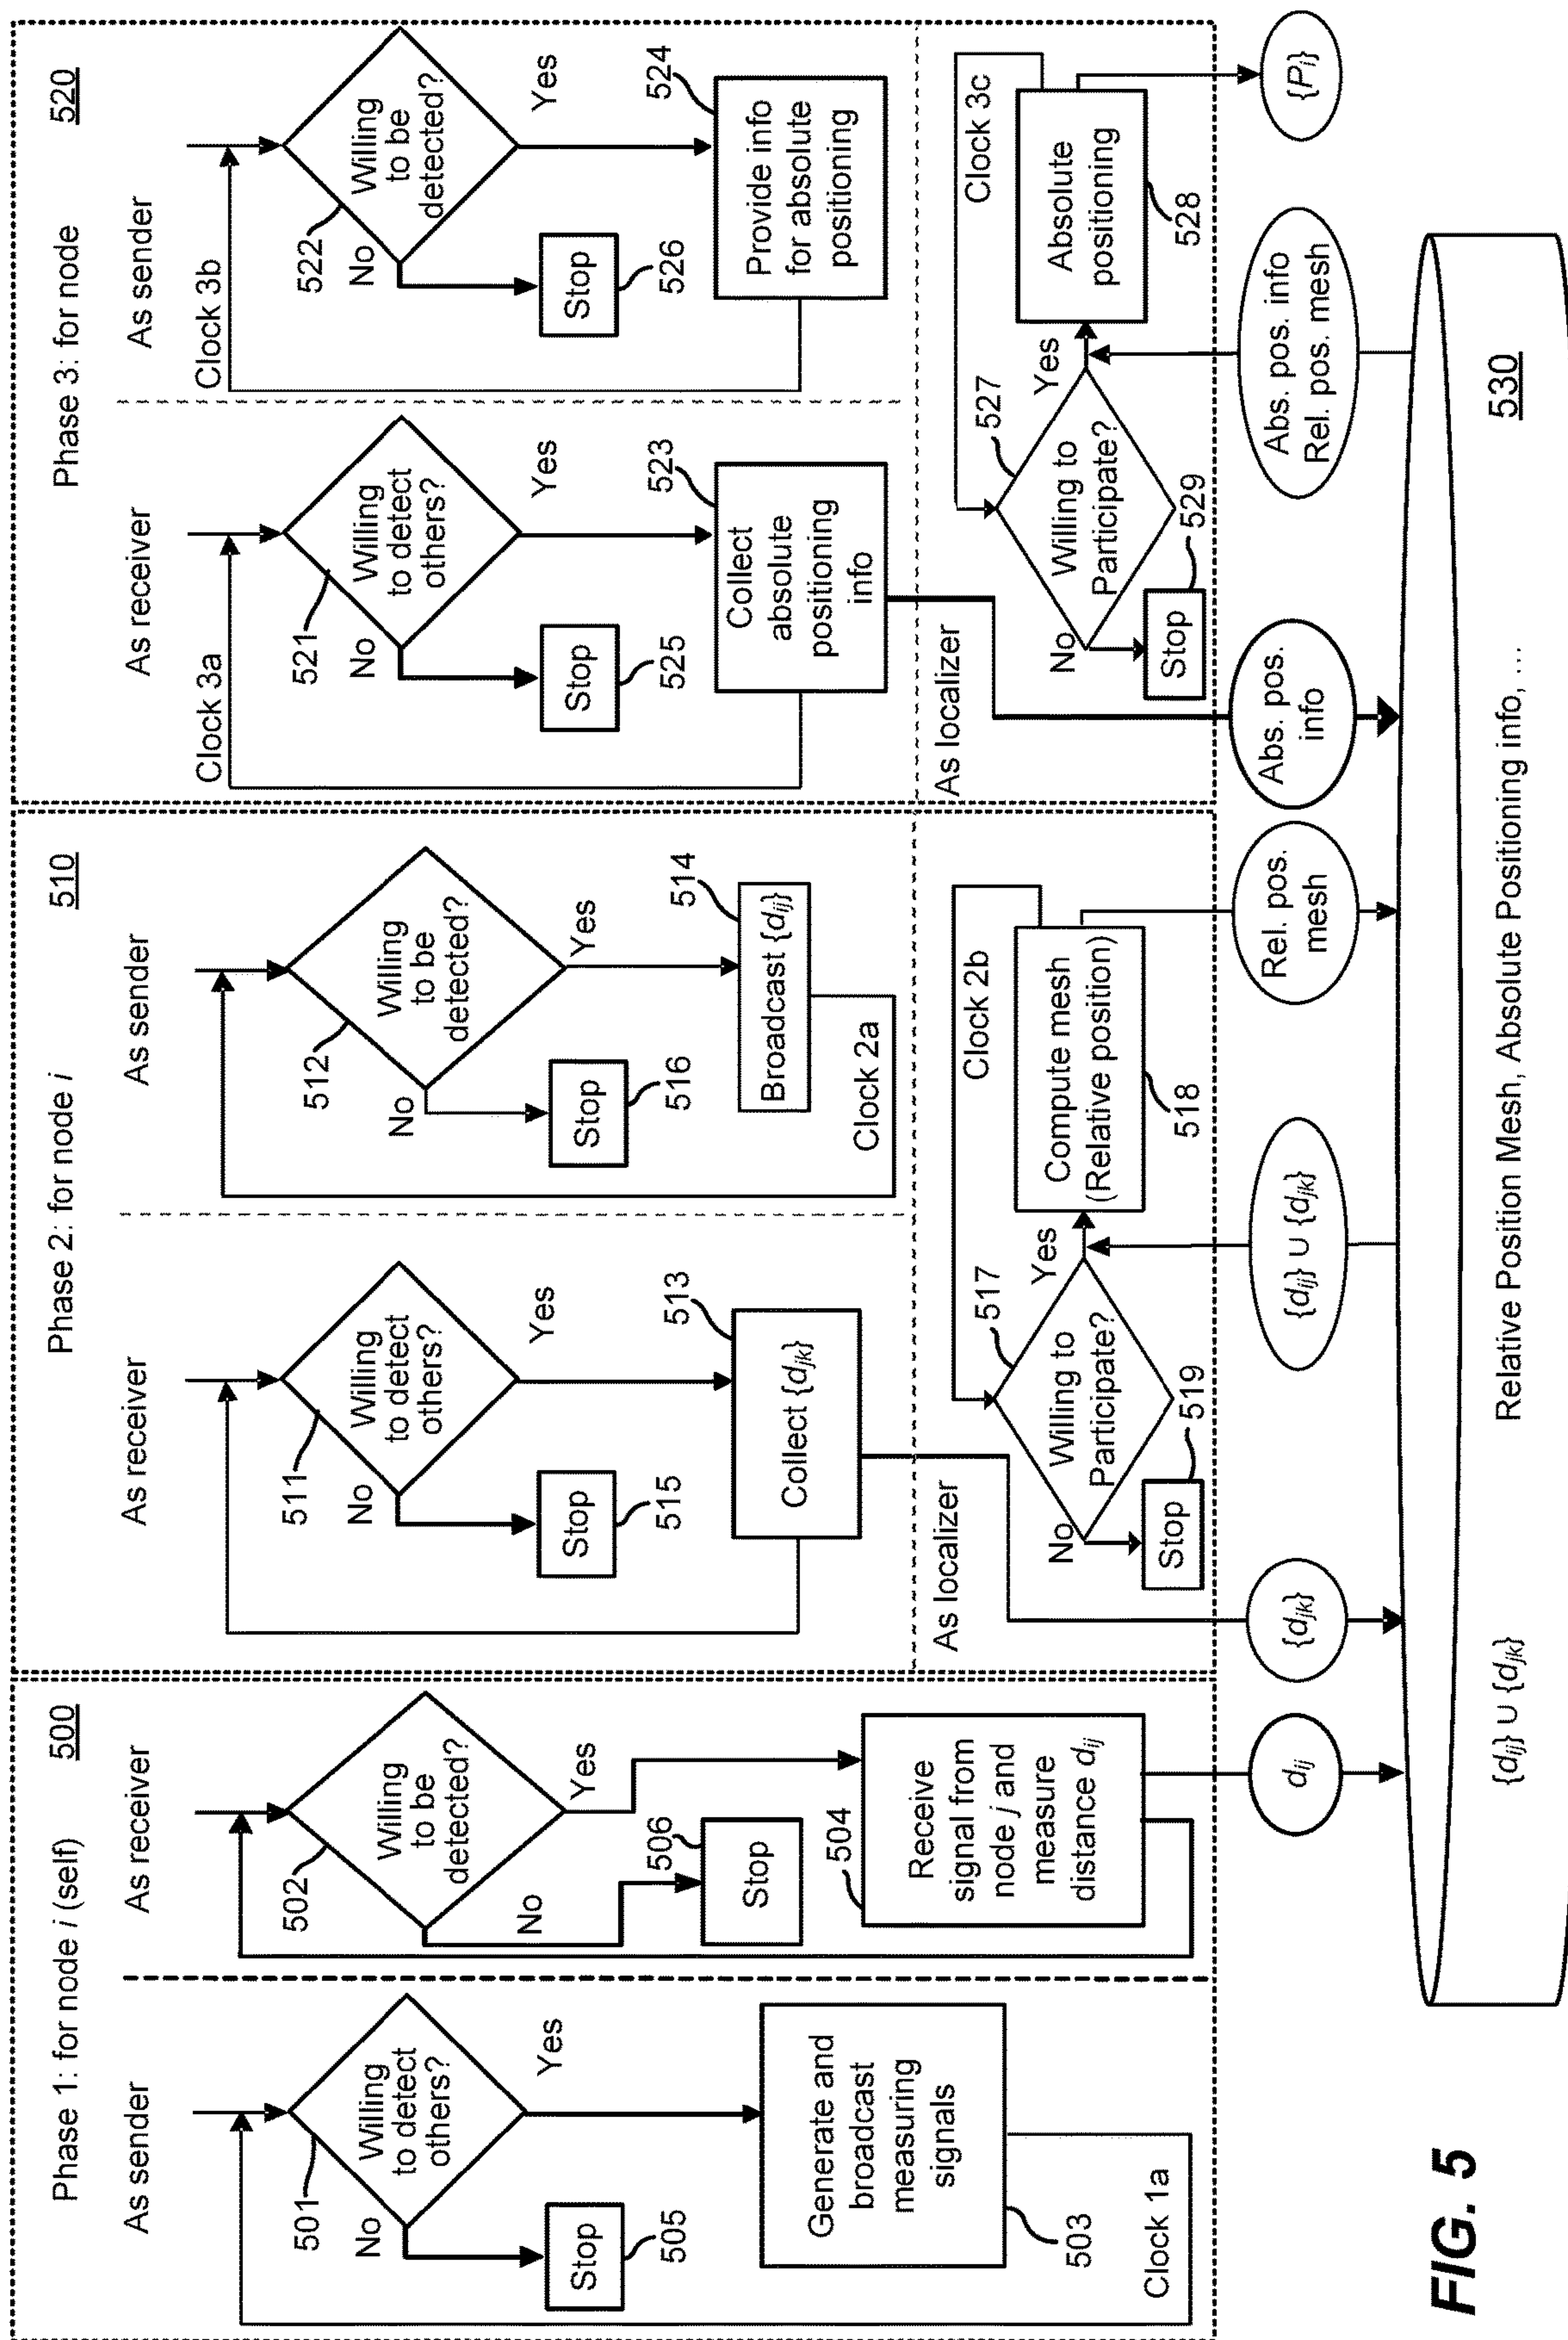 Phase 1: for node i (self)
500
As sender
501
Willing
to detect
others?
No
Yes
Stop
505
Generate and
broadcast
measuring
signals
503
Clock 1a
As receiver
502
Willing
to be
detected?
No
Yes
506
Stop
504
Receive
signal from
node j and
measure
distance dij
Phase 2: for node i
510
As receiver
511
Willing
to detect
others?
No
Yes
Stop
515
513
Collect {djk}
As sender
512
Willing
to be
detected?
No
Yes
Stop
516
514
Broadcast {dij}
Clock 2a
As localizer
Clock 2b
517
Willing to
Participate?
No
Yes
Stop
519
Compute mesh
(Relative position)
518
Phase 3: for node
520
As receiver
Clock 3a
521
Willing
to detect
others?
No
Yes
Stop
525
523
Collect
absolute
positioning
info
As sender
Clock 3b
522
Willing
to be
detected?
No
Yes
Stop
526
524
Provide info
for absolute
positioning
As localizer
Clock 3c
527
Willing to
Participate?
No
Yes
Stop
529
Absolute
positioning
528
dij
{djk}
{dij} ∪ {djk}
Rel. pos.
mesh
Abs. pos.
info
Abs. pos. info
Rel. pos. mesh
{Pi}
530
{dij} ∪ {djk}
Relative Position Mesh, Absolute Positioning info, ...
FIG. 5